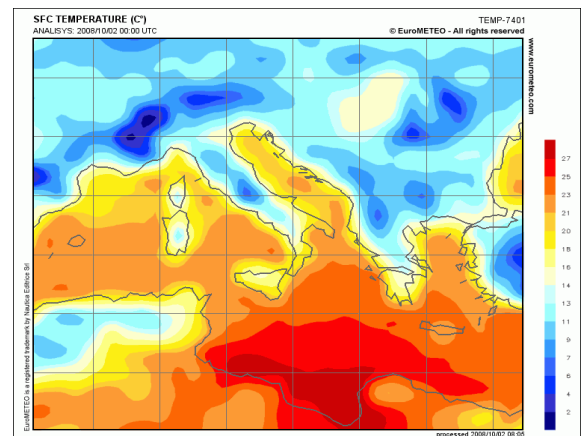 SFC TEMPERATURE (C°)
TEMP-7401
ANALISYS: 2008/10/02 00:00 UTC
© EuroMETEO - All rights reserved
www.eurometeo.com
EuroMETEO is a registered trademark by Nautica Editrice Srl
27
25
23
21
20
18
16
14
13
11
9
7
6
4
2
processed 2008/10/02 08:05